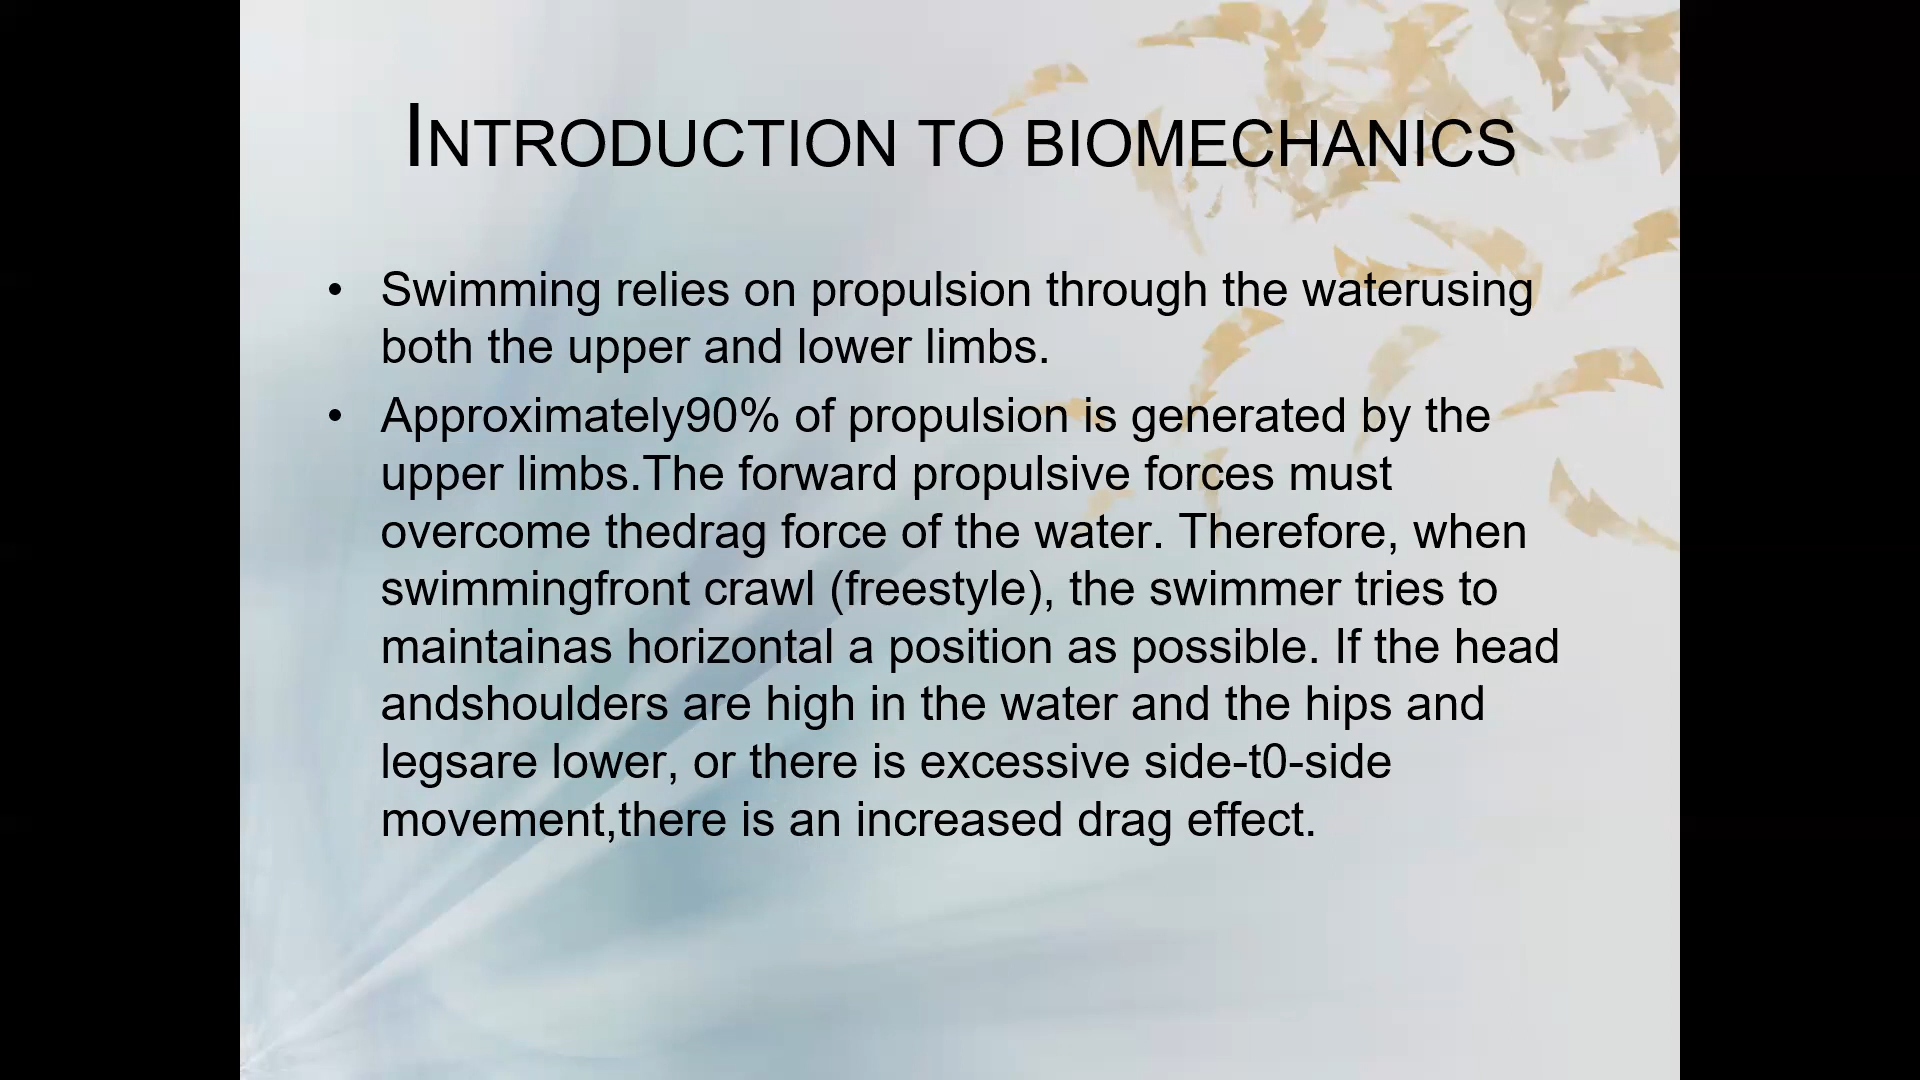 INTRODUCTION TO BIOMECHANICS
• Swimming relies on propulsion through the waterusing
both the upper and lower limbs.
• Approximately90% of propulsion is generated by the
upper limbs.The forward propulsive forces must
overcome thedrag force of the water. Therefore, when
swimmingfront crawl (freestyle), the swimmer tries to
maintainas horizontal a position as possible. If the head
andshoulders are high in the water and the hips and
legsare lower, or there is excessive side-t0-side
movement,there is an increased drag effect.